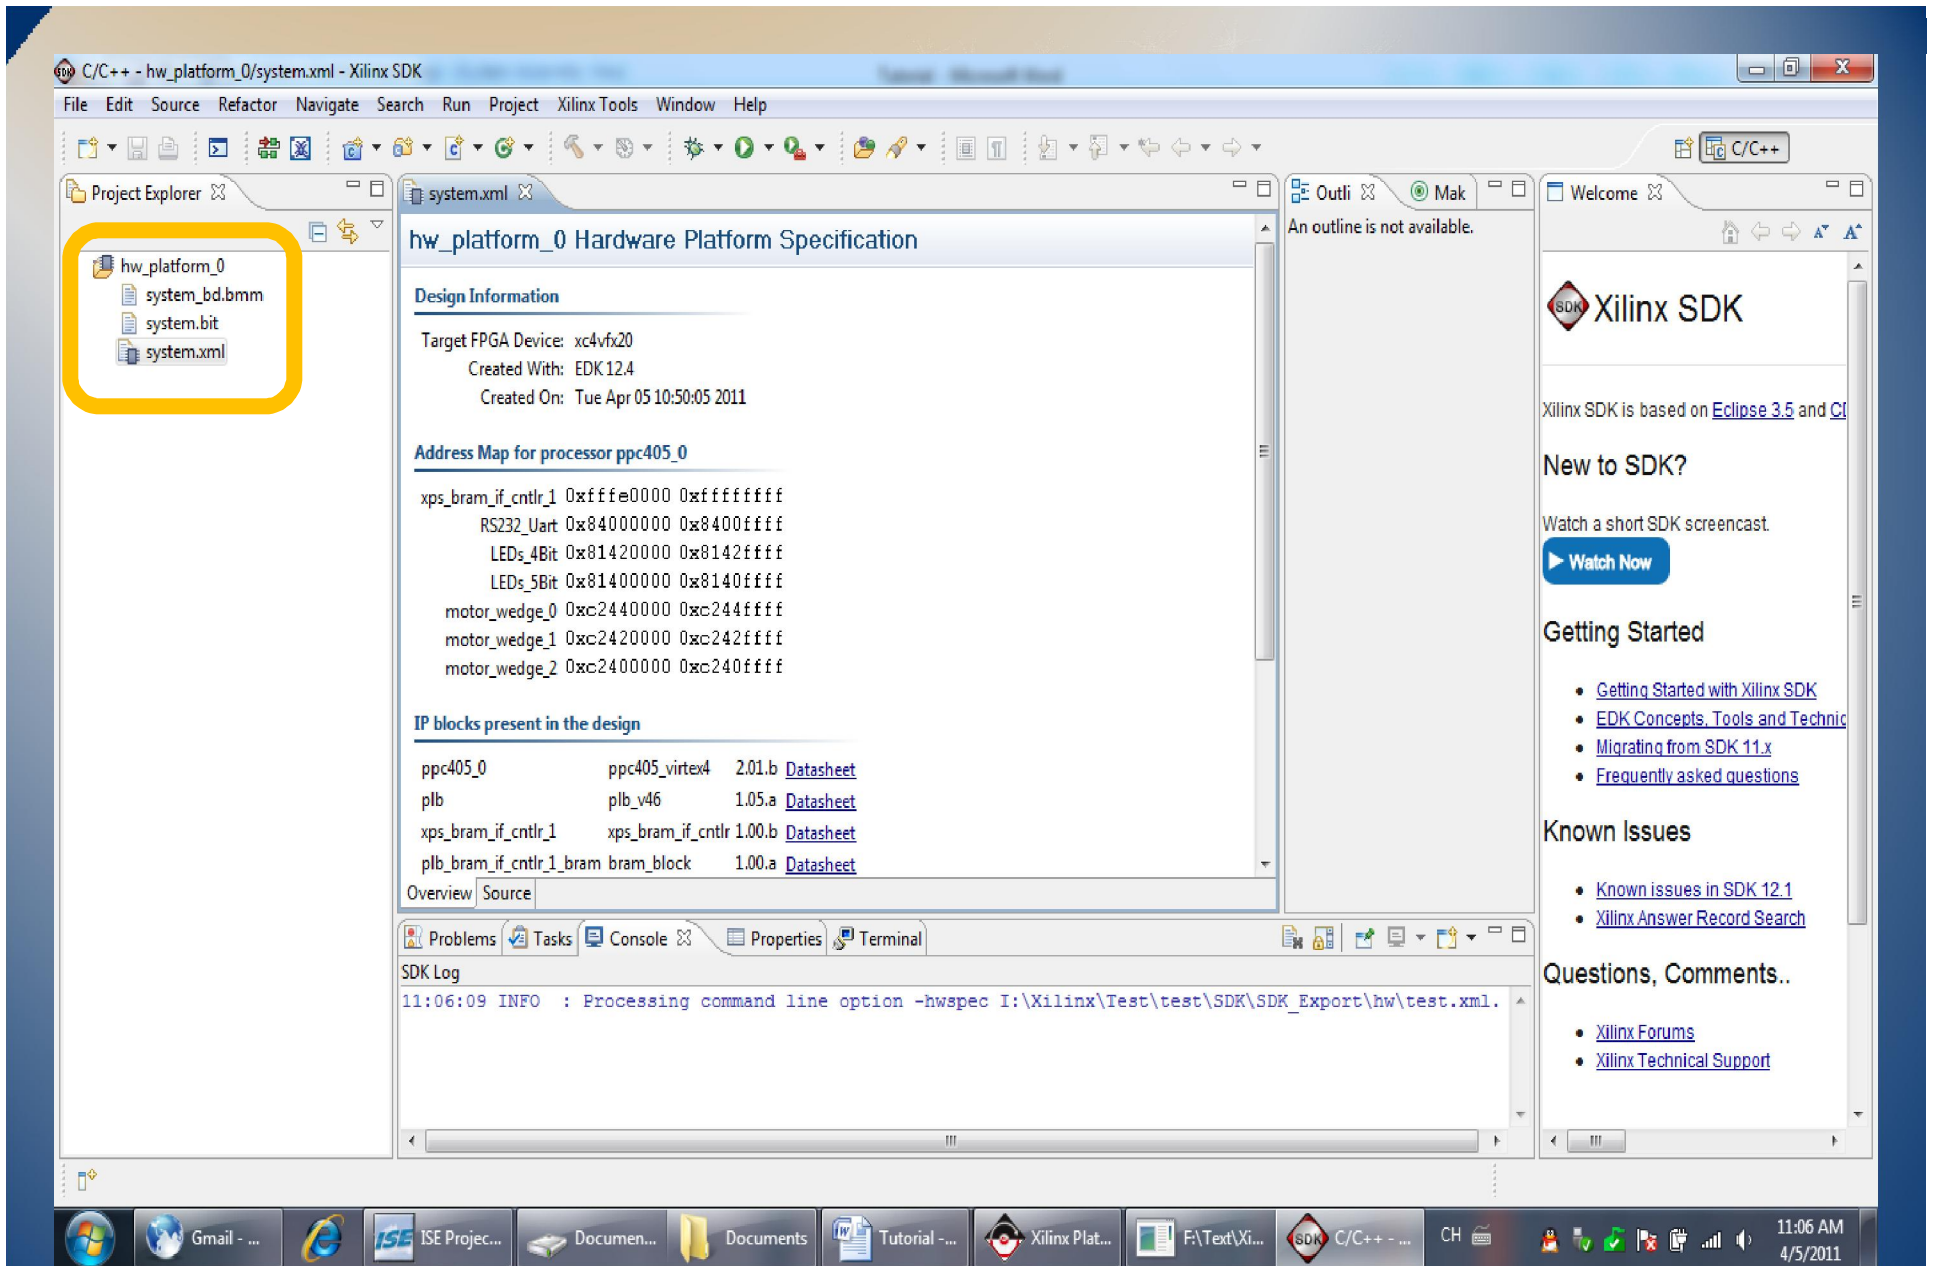 C/C++ - hw_platform_0/system.xml - Xilinx SDK
File Edit Source Refactor Navigate Search Run Project Xilinx Tools Window Help
C/C++
Project Explorer
hw_platform_0
system_bd.bmm
system.bit
system.xml
system.xml
hw_platform_0 Hardware Platform Specification
Design Information
Target FPGA Device: xc4vfx20
Created With: EDK 12.4
Created On: Tue Apr 05 10:50:05 2011
Address Map for processor ppc405_0
xps_bram_if_cntlr_1 0xfffe0000 0xffffffff
RS232_Uart 0x84000000 0x8400ffff
LEDs_4Bit 0x81420000 0x8142ffff
LEDs_5Bit 0x81400000 0x8140ffff
motor_wedge_0 0xc2440000 0xc244ffff
motor_wedge_1 0xc2420000 0xc242ffff
motor_wedge_2 0xc2400000 0xc240ffff
IP blocks present in the design
ppc405_0 ppc405_virtex4 2.01.b Datasheet
plb plb_v46 1.05.a Datasheet
xps_bram_if_cntlr_1 xps_bram_if_cntlr 1.00.b Datasheet
plb_bram_if_cntlr_1_bram bram_block 1.00.a Datasheet
Overview Source
Outli Mak
An outline is not available.
Welcome
SDK Xilinx SDK
Xilinx SDK is based on Eclipse 3.5 and CD
New to SDK?
Watch a short SDK screencast.
Watch Now
Getting Started
Getting Started with Xilinx SDK
EDK Concepts, Tools and Technic
Migrating from SDK 11.x
Frequently asked questions
Known Issues
Known issues in SDK 12.1
Xilinx Answer Record Search
Questions, Comments..
Xilinx Forums
Xilinx Technical Support
Problems Tasks Console Properties Terminal
SDK Log
11:06:09 INFO : Processing command line option -hwspec I:\Xilinx\Test\test\SDK\SDK_Export\hw\test.xml.
Gmail - ... ISE ISE Projec... Documen... Documents Tutorial -... Xilinx Plat... F:\Text\Xi... SDK C/C++ - ... CH 11:06 AM
4/5/2011